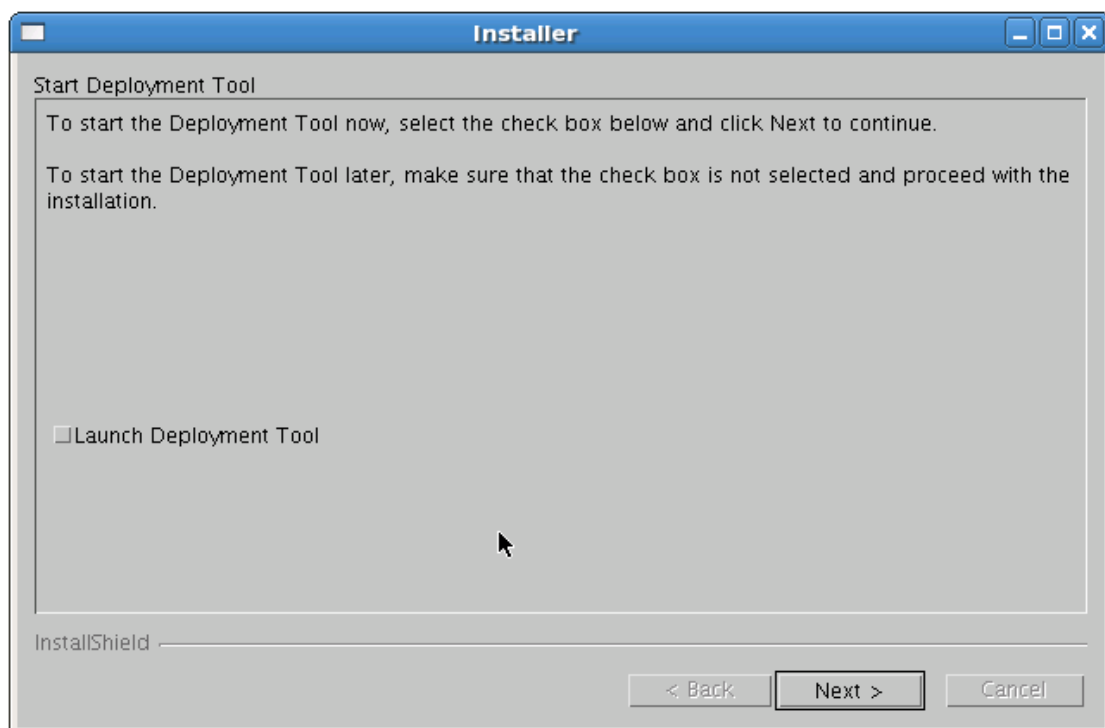 Installer
Start Deployment Tool
To start the Deployment Tool now, select the check box below and click Next to continue.
To start the Deployment Tool later, make sure that the check box is not selected and proceed with the
installation.
Launch Deployment Tool
InstallShield
< Back
Next >
Cancel